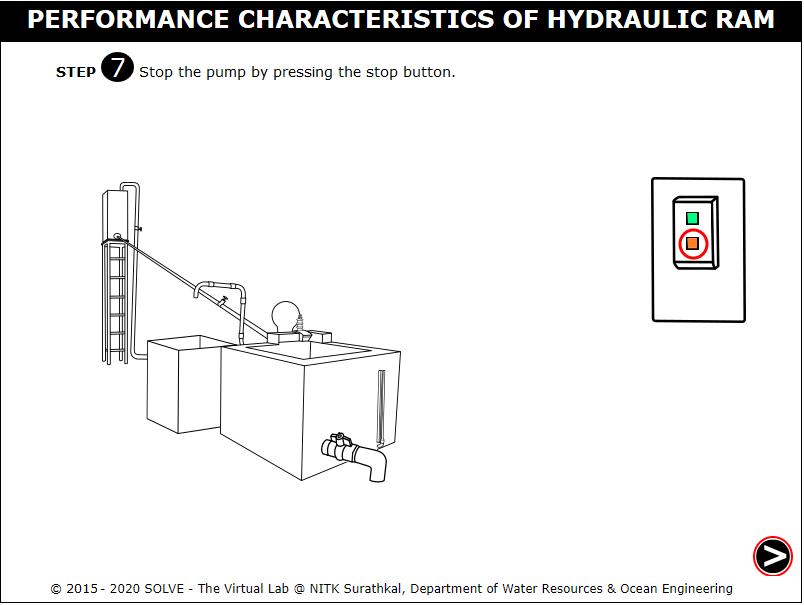 PERFORMANCE CHARACTERISTICS OF HYDRAULIC RAM
STEP 7 Stop the pump by pressing the stop button.
>
© 2015 - 2020 SOLVE - The Virtual Lab @ NITK Surathkal, Department of Water Resources & Ocean Engineering